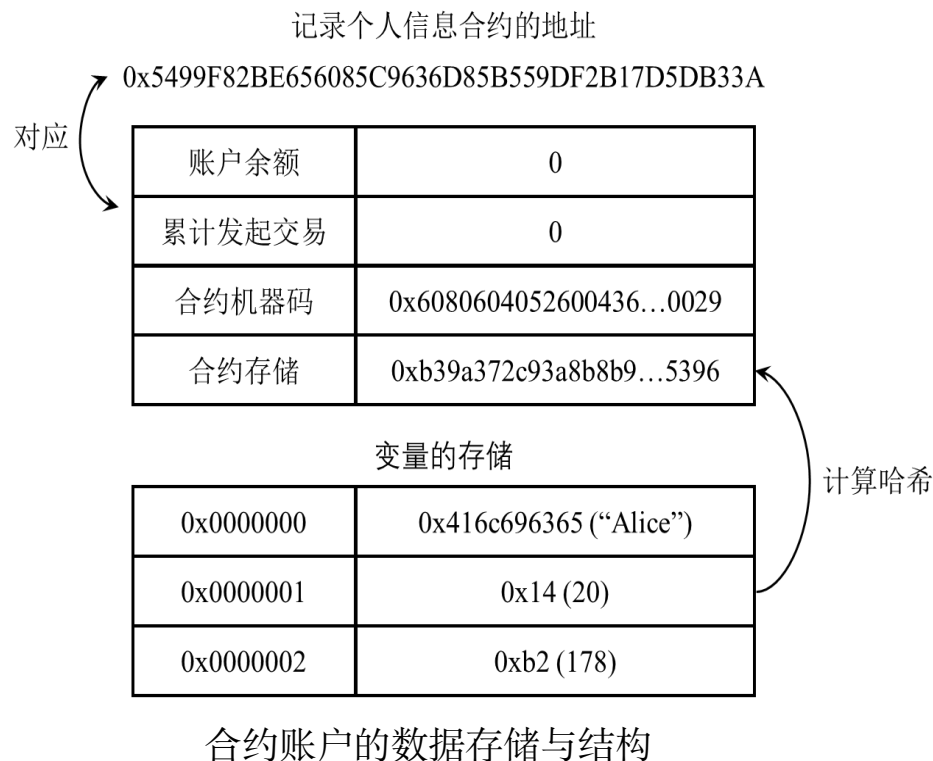 记录个人信息合约的地址
0x5499F82BE656085C9636D85B559DF2B17D5DB33A
对应
账户余额 0
累计发起交易 0
合约机器码 0x6080604052600436…0029
合约存储 0xb39a372c93a8b8b9…5396
变量的存储
计算哈希
0x0000000 0x416c696365 (“Alice”)
0x0000001 0x14 (20)
0x0000002 0xb2 (178)
合约账户的数据存储与结构